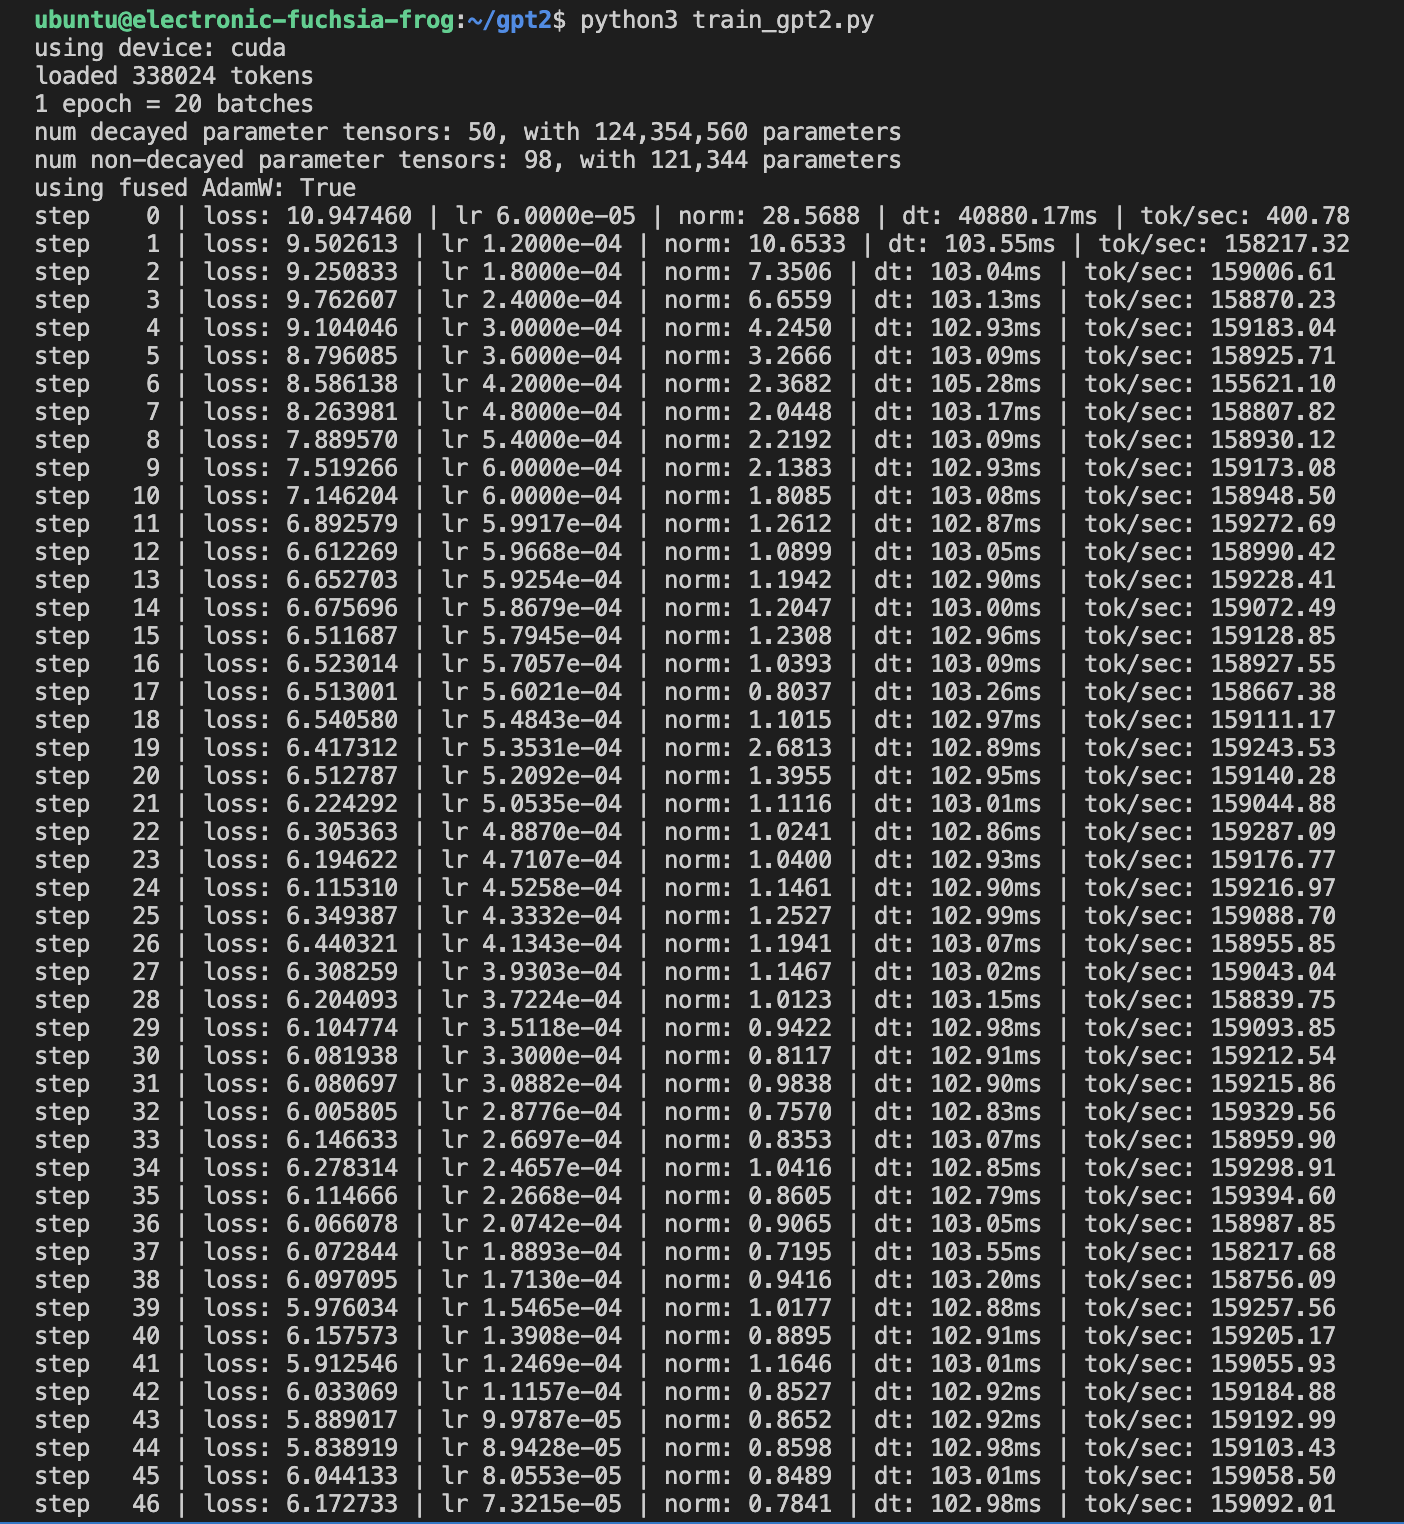 ubuntu@electronic-fuchsia-frog:~/gpt2$ python3 train_gpt2.py
using device: cuda
loaded 338024 tokens
1 epoch = 20 batches
num decayed parameter tensors: 50, with 124,354,560 parameters
num non-decayed parameter tensors: 98, with 121,344 parameters
using fused AdamW: True
step    0 | loss: 10.947460 | lr 6.0000e-05 | norm: 28.5688 | dt: 40880.17ms | tok/sec: 400.78
step    1 | loss: 9.502613 | lr 1.2000e-04 | norm: 10.6533 | dt: 103.55ms | tok/sec: 158217.32
step    2 | loss: 9.250833 | lr 1.8000e-04 | norm: 7.3506 | dt: 103.04ms | tok/sec: 159006.61
step    3 | loss: 9.762607 | lr 2.4000e-04 | norm: 6.6559 | dt: 103.13ms | tok/sec: 158870.23
step    4 | loss: 9.104046 | lr 3.0000e-04 | norm: 4.2450 | dt: 102.93ms | tok/sec: 159183.04
step    5 | loss: 8.796085 | lr 3.6000e-04 | norm: 3.2666 | dt: 103.09ms | tok/sec: 158925.71
step    6 | loss: 8.586138 | lr 4.2000e-04 | norm: 2.3682 | dt: 105.28ms | tok/sec: 155621.10
step    7 | loss: 8.263981 | lr 4.8000e-04 | norm: 2.0448 | dt: 103.17ms | tok/sec: 158807.82
step    8 | loss: 7.889570 | lr 5.4000e-04 | norm: 2.2192 | dt: 103.09ms | tok/sec: 158930.12
step    9 | loss: 7.519266 | lr 6.0000e-04 | norm: 2.1383 | dt: 102.93ms | tok/sec: 159173.08
step   10 | loss: 7.146204 | lr 6.0000e-04 | norm: 1.8085 | dt: 103.08ms | tok/sec: 158948.50
step   11 | loss: 6.892579 | lr 5.9917e-04 | norm: 1.2612 | dt: 102.87ms | tok/sec: 159272.69
step   12 | loss: 6.612269 | lr 5.9668e-04 | norm: 1.0899 | dt: 103.05ms | tok/sec: 158990.42
step   13 | loss: 6.652703 | lr 5.9254e-04 | norm: 1.1942 | dt: 102.90ms | tok/sec: 159228.41
step   14 | loss: 6.675696 | lr 5.8679e-04 | norm: 1.2047 | dt: 103.00ms | tok/sec: 159072.49
step   15 | loss: 6.511687 | lr 5.7945e-04 | norm: 1.2308 | dt: 102.96ms | tok/sec: 159128.85
step   16 | loss: 6.523014 | lr 5.7057e-04 | norm: 1.0393 | dt: 103.09ms | tok/sec: 158927.55
step   17 | loss: 6.513001 | lr 5.6021e-04 | norm: 0.8037 | dt: 103.26ms | tok/sec: 158667.38
step   18 | loss: 6.540580 | lr 5.4843e-04 | norm: 1.1015 | dt: 102.97ms | tok/sec: 159111.17
step   19 | loss: 6.417312 | lr 5.3531e-04 | norm: 2.6813 | dt: 102.89ms | tok/sec: 159243.53
step   20 | loss: 6.512787 | lr 5.2092e-04 | norm: 1.3955 | dt: 102.95ms | tok/sec: 159140.28
step   21 | loss: 6.224292 | lr 5.0535e-04 | norm: 1.1116 | dt: 103.01ms | tok/sec: 159044.88
step   22 | loss: 6.305363 | lr 4.8870e-04 | norm: 1.0241 | dt: 102.86ms | tok/sec: 159287.09
step   23 | loss: 6.194622 | lr 4.7107e-04 | norm: 1.0400 | dt: 102.93ms | tok/sec: 159176.77
step   24 | loss: 6.115310 | lr 4.5258e-04 | norm: 1.1461 | dt: 102.90ms | tok/sec: 159216.97
step   25 | loss: 6.349387 | lr 4.3332e-04 | norm: 1.2527 | dt: 102.99ms | tok/sec: 159088.70
step   26 | loss: 6.440321 | lr 4.1343e-04 | norm: 1.1941 | dt: 103.07ms | tok/sec: 158955.85
step   27 | loss: 6.308259 | lr 3.9303e-04 | norm: 1.1467 | dt: 103.02ms | tok/sec: 159043.04
step   28 | loss: 6.204093 | lr 3.7224e-04 | norm: 1.0123 | dt: 103.15ms | tok/sec: 158839.75
step   29 | loss: 6.104774 | lr 3.5118e-04 | norm: 0.9422 | dt: 102.98ms | tok/sec: 159093.85
step   30 | loss: 6.081938 | lr 3.3000e-04 | norm: 0.8117 | dt: 102.91ms | tok/sec: 159212.54
step   31 | loss: 6.080697 | lr 3.0882e-04 | norm: 0.9838 | dt: 102.90ms | tok/sec: 159215.86
step   32 | loss: 6.005805 | lr 2.8776e-04 | norm: 0.7570 | dt: 102.83ms | tok/sec: 159329.56
step   33 | loss: 6.146633 | lr 2.6697e-04 | norm: 0.8353 | dt: 103.07ms | tok/sec: 158959.90
step   34 | loss: 6.278314 | lr 2.4657e-04 | norm: 1.0416 | dt: 102.85ms | tok/sec: 159298.91
step   35 | loss: 6.114666 | lr 2.2668e-04 | norm: 0.8605 | dt: 102.79ms | tok/sec: 159394.60
step   36 | loss: 6.066078 | lr 2.0742e-04 | norm: 0.9065 | dt: 103.05ms | tok/sec: 158987.85
step   37 | loss: 6.072844 | lr 1.8893e-04 | norm: 0.7195 | dt: 103.55ms | tok/sec: 158217.68
step   38 | loss: 6.097095 | lr 1.7130e-04 | norm: 0.9416 | dt: 103.20ms | tok/sec: 158756.09
step   39 | loss: 5.976034 | lr 1.5465e-04 | norm: 1.0177 | dt: 102.88ms | tok/sec: 159257.56
step   40 | loss: 6.157573 | lr 1.3908e-04 | norm: 0.8895 | dt: 102.91ms | tok/sec: 159205.17
step   41 | loss: 5.912546 | lr 1.2469e-04 | norm: 1.1646 | dt: 103.01ms | tok/sec: 159055.93
step   42 | loss: 6.033069 | lr 1.1157e-04 | norm: 0.8527 | dt: 102.92ms | tok/sec: 159184.88
step   43 | loss: 5.889017 | lr 9.9787e-05 | norm: 0.8652 | dt: 102.92ms | tok/sec: 159192.99
step   44 | loss: 5.838919 | lr 8.9428e-05 | norm: 0.8598 | dt: 102.98ms | tok/sec: 159103.43
step   45 | loss: 6.044133 | lr 8.0553e-05 | norm: 0.8489 | dt: 103.01ms | tok/sec: 159058.50
step   46 | loss: 6.172733 | lr 7.3215e-05 | norm: 0.7841 | dt: 102.98ms | tok/sec: 159092.01